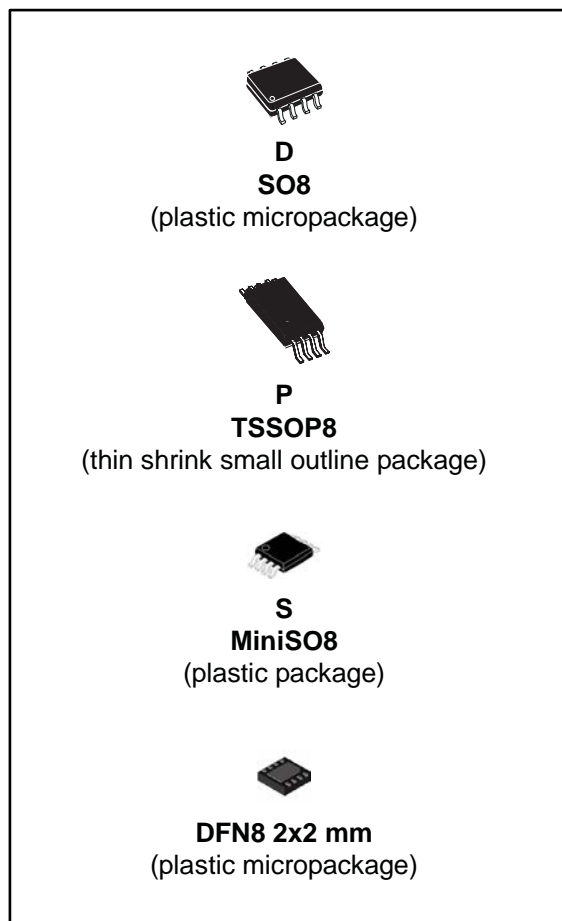 D
SO8
(plastic micropackage)
P
TSSOP8
(thin shrink small outline package)
S
MiniSO8
(plastic package)
DFN8 2x2 mm
(plastic micropackage)